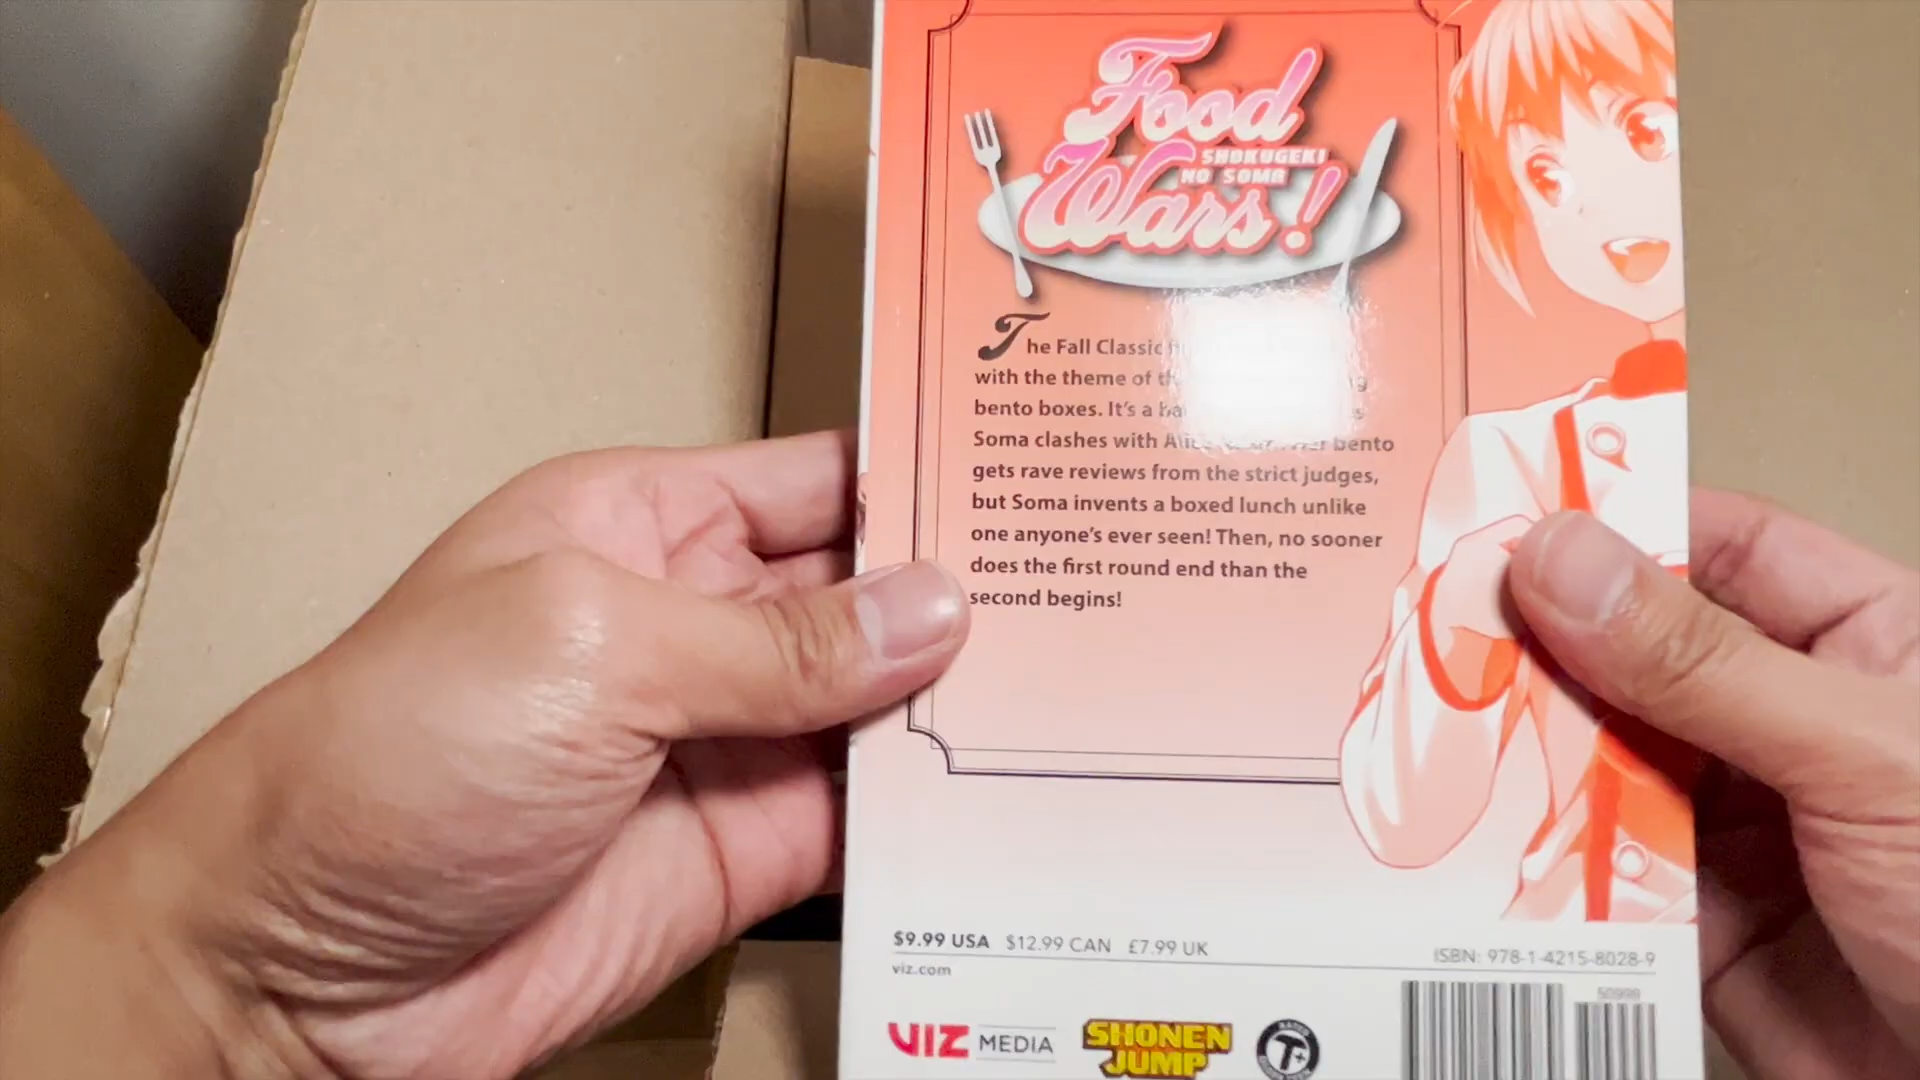 Food
Wars!
SHOKUGEKI
NO SOMA
The Fall Classic
with the theme of
bento boxes. It's a
Soma clashes with bento
gets rave reviews from the strict judges,
but Soma invents a boxed lunch unlike
one anyone's ever seen! Then, no sooner
does the first round end than the
second begins!
$9.99 USA $12.99 CAN £7.99 UK
ISBN: 978-1-4215-8028-9
viz.com
50999
VIZ MEDIA
SHONEN
JUMP
RATED
T+